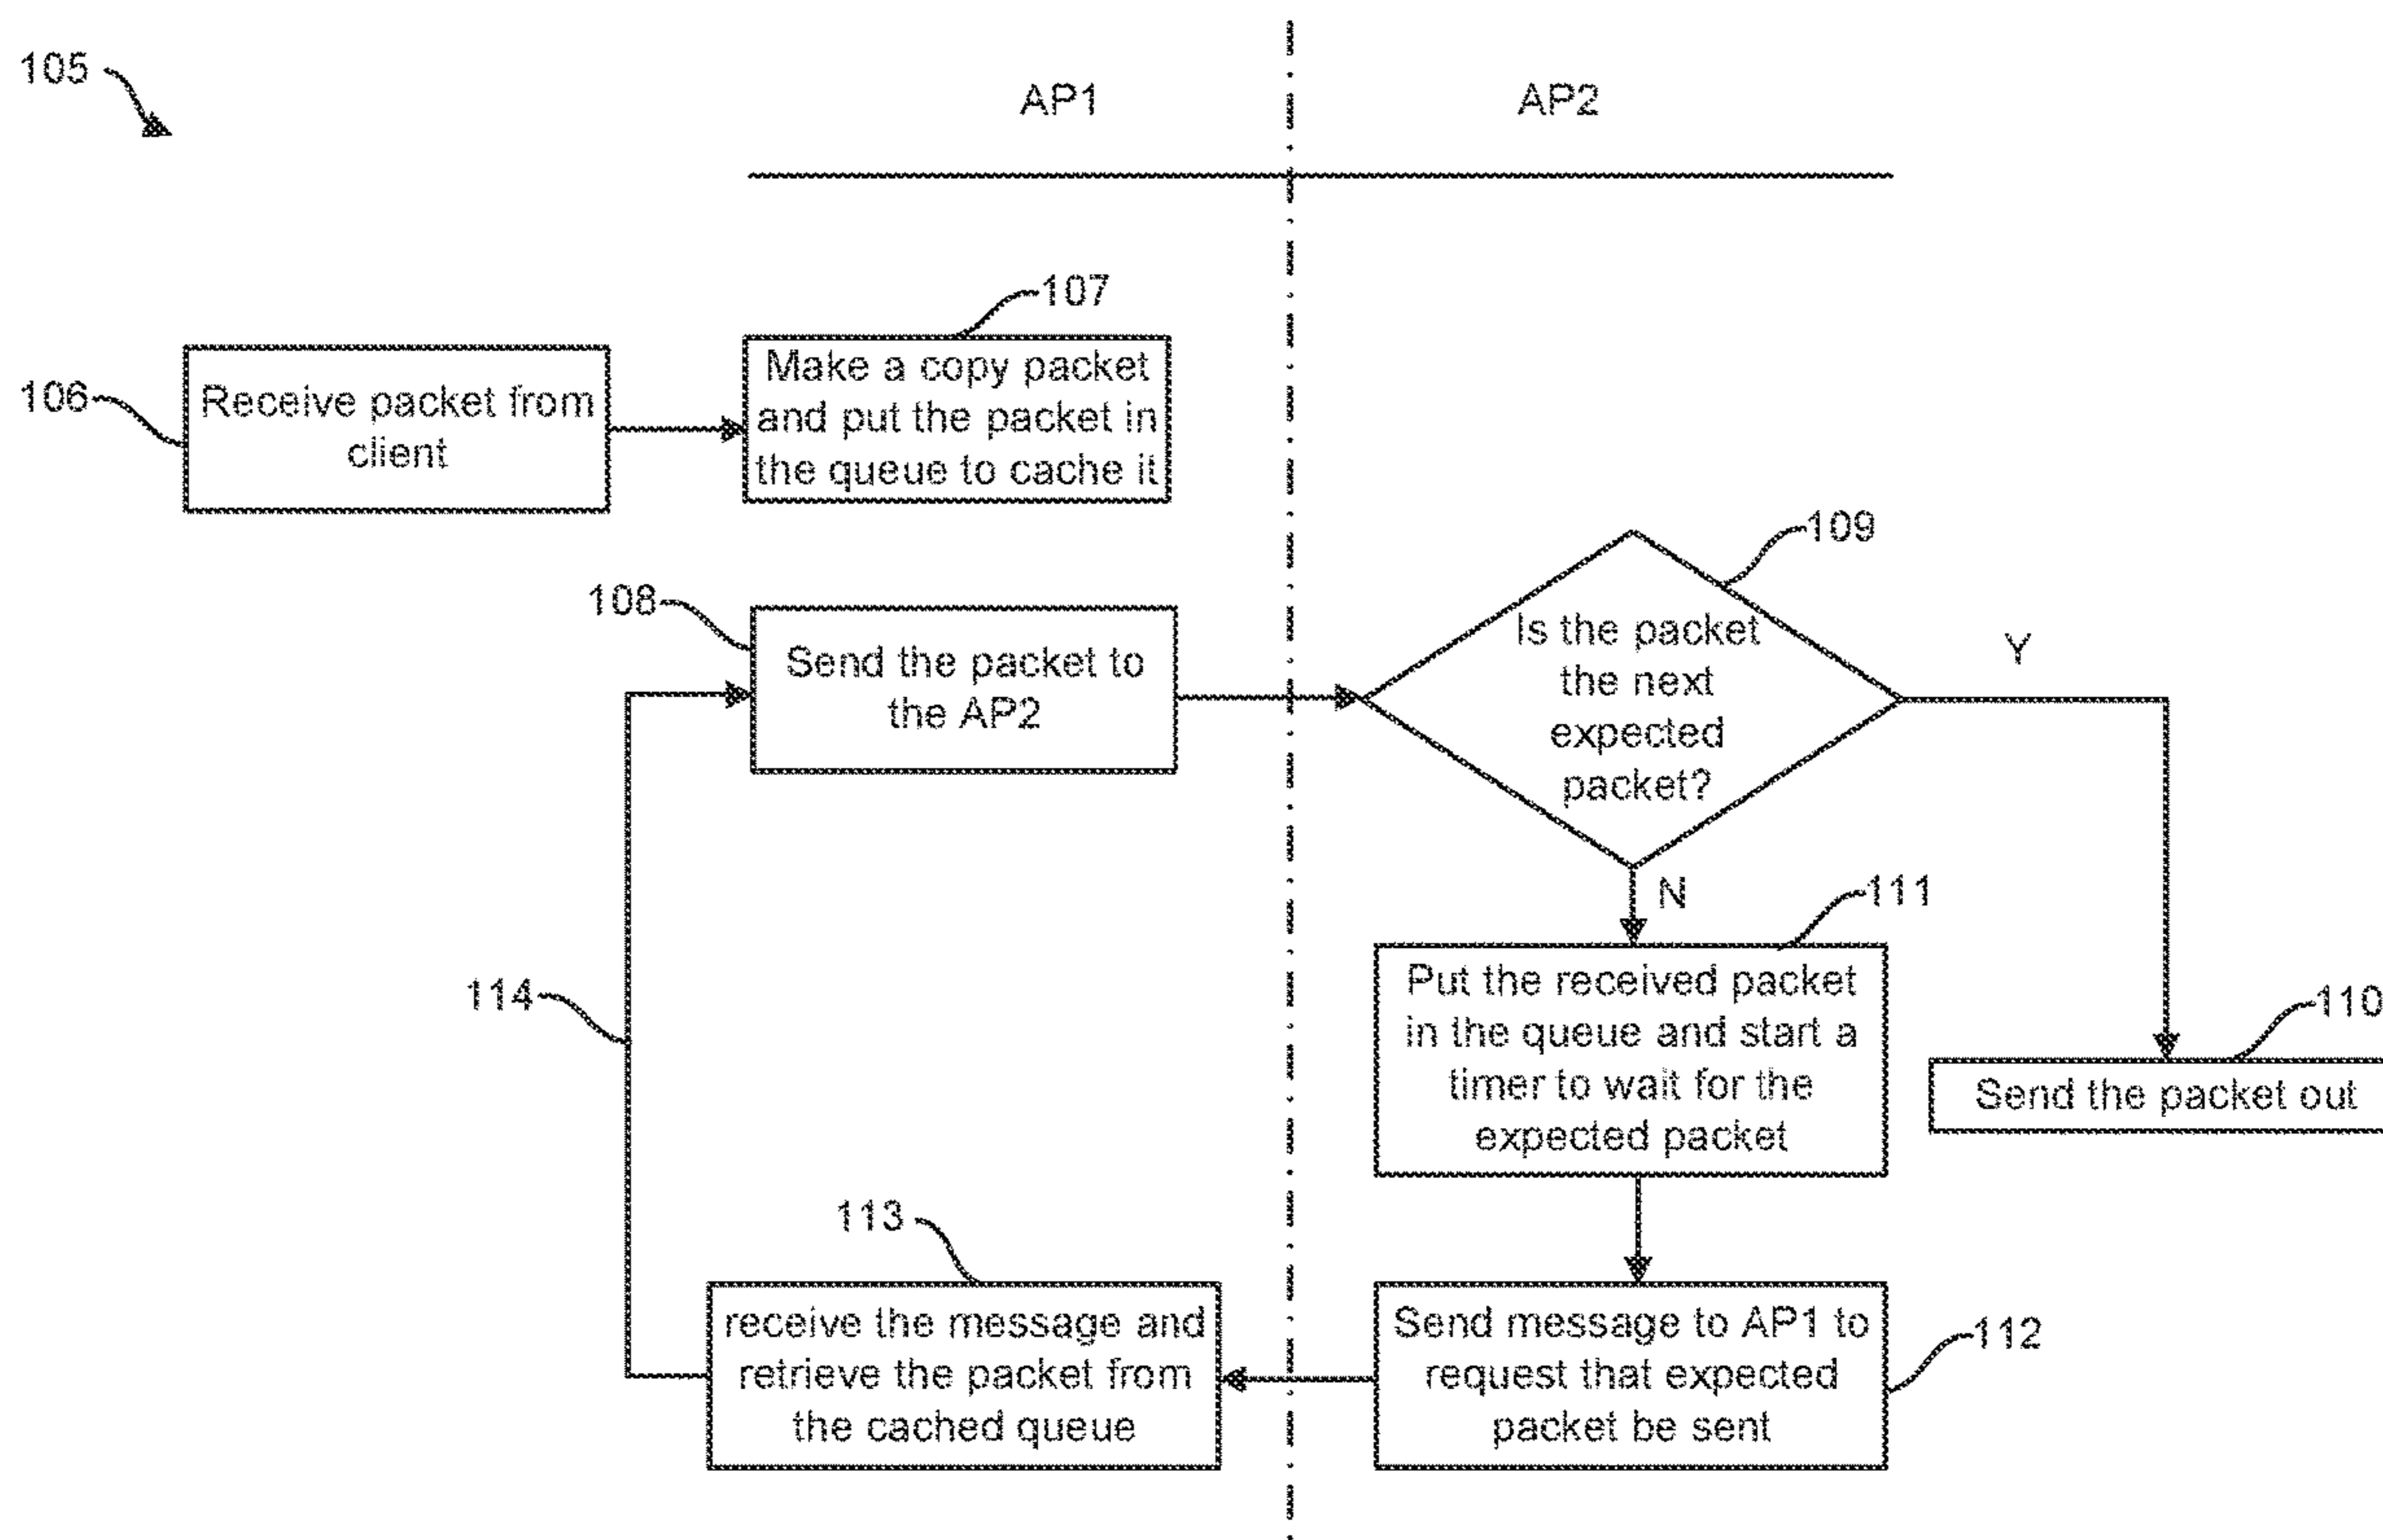 105
AP1
AP2
107
106
Receive packet from
client
Make a copy packet
and put the packet in
the queue to cache it
109
108
Send the packet to
the AP2
Is the packet
the next
expected
packet?
Y
N
111
114
Put the received packet
in the queue and start a
timer to wait for the
expected packet
110
Send the packet out
113
receive the message and
retrieve the packet from
the cached queue
Send message to AP1 to
request that expected
packet be sent
112